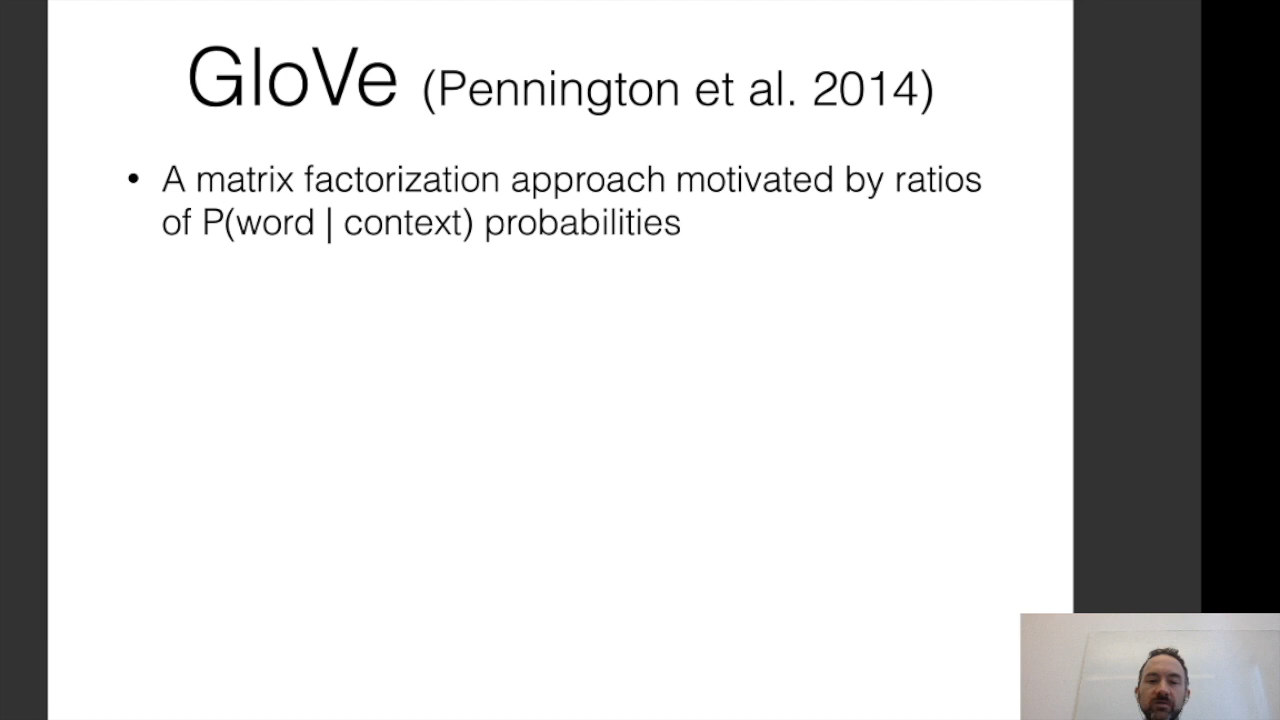 GloVe (Pennington et al. 2014)
• A matrix factorization approach motivated by ratios
of P(word | context) probabilities